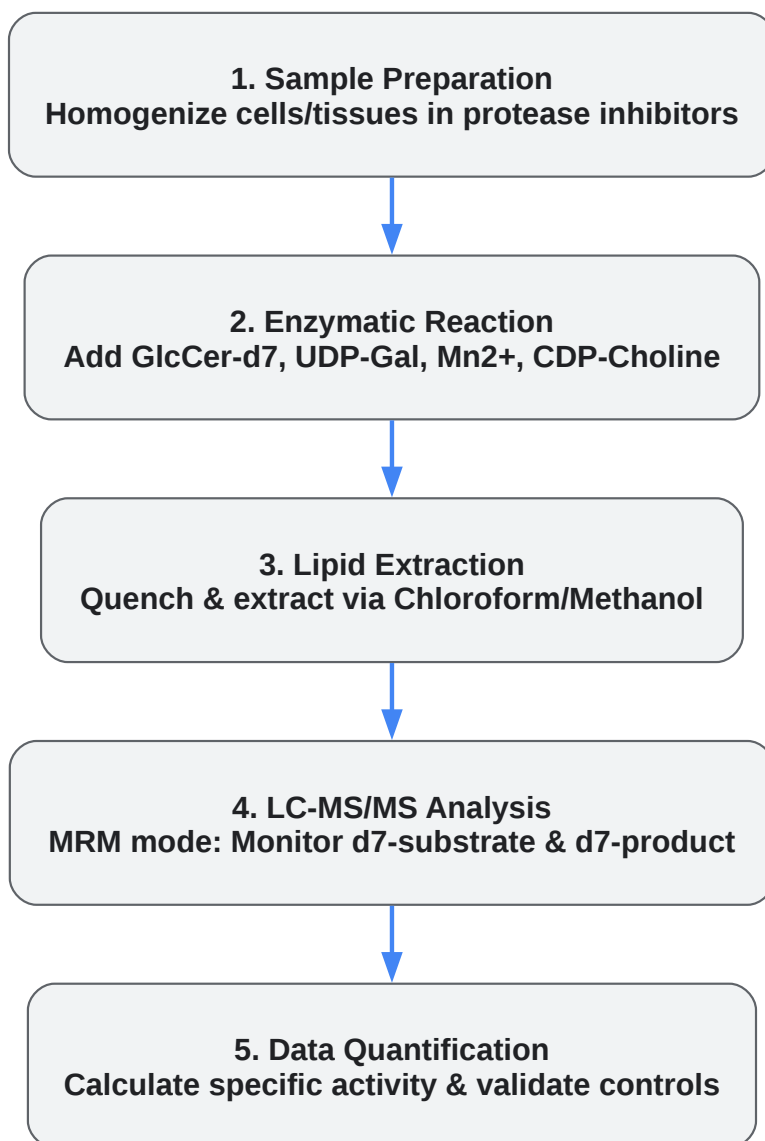 1. Sample Preparation
Homogenize cells/tissues in protease inhibitors
2. Enzymatic Reaction
Add GlcCer-d7, UDP-Gal, Mn2+, CDP-Choline
3. Lipid Extraction
Quench & extract via Chloroform/Methanol
4. LC-MS/MS Analysis
MRM mode: Monitor d7-substrate & d7-product
5. Data Quantification
Calculate specific activity & validate controls